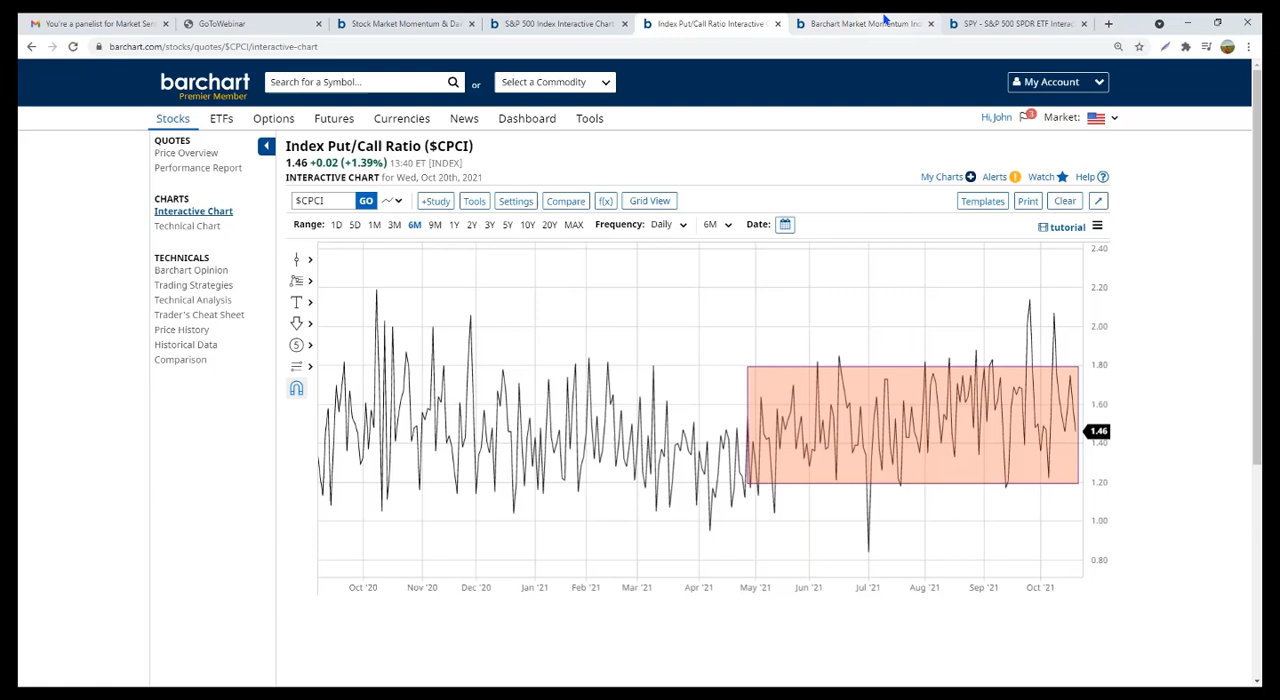 You're a panelist for Market Sen
GoToWebinar
Stock Market Momentum & Dai
S&P 500 Index Interactive Chart
Index Put/Call Ratio Interactive
Barchart Market Momentum Ind
SPY - S&P 500 SPDR ETF Interac
barchart.com/stocks/quotes/$CPCI/interactive-chart
barchart
Premier Member
Search for a Symbol...
or
Select a Commodity
My Account
Stocks ETFs Options Futures Currencies News Dashboard Tools
Hi, John 3 Market:
QUOTES
Price Overview
Performance Report
CHARTS
Interactive Chart
Technical Chart
TECHNICALS
Barchart Opinion
Trading Strategies
Technical Analysis
Trader's Cheat Sheet
Price History
Historical Data
Comparison
Index Put/Call Ratio ($CPCI)
1.46 +0.02 (+1.39%) 13:40 ET [INDEX]
INTERACTIVE CHART for Wed, Oct 20th, 2021
My Charts Alerts Watch Help
$CPCI GO +Study Tools Settings Compare f(x) Grid View Templates Print Clear
Range: 1D 5D 1M 3M 6M 9M 1Y 2Y 3Y 5Y 10Y 20Y MAX Frequency: Daily 6M Date:
tutorial
T
5
2.40
2.20
2.00
1.80
1.60
1.46
1.40
1.20
1.00
0.80
Oct '20 Nov '20 Dec '20 Jan '21 Feb '21 Mar '21 Apr '21 May '21 Jun '21 Jul '21 Aug '21 Sep '21 Oct '21